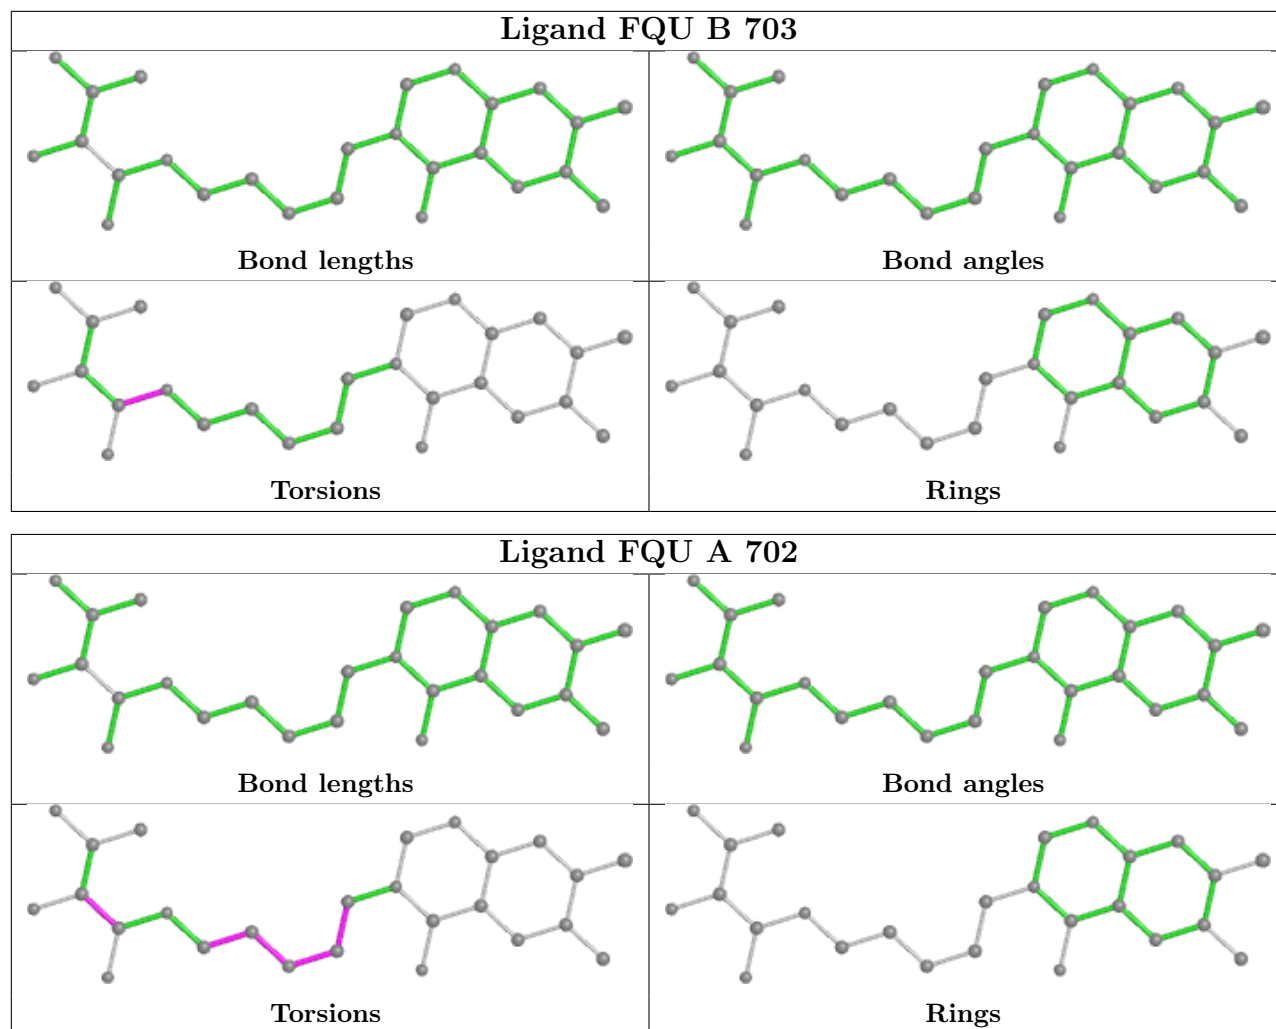 Ligand FQU B 703
Bond lengths
Bond angles
Torsions
Rings
Ligand FQU A 702
Bond lengths
Bond angles
Torsions
Rings